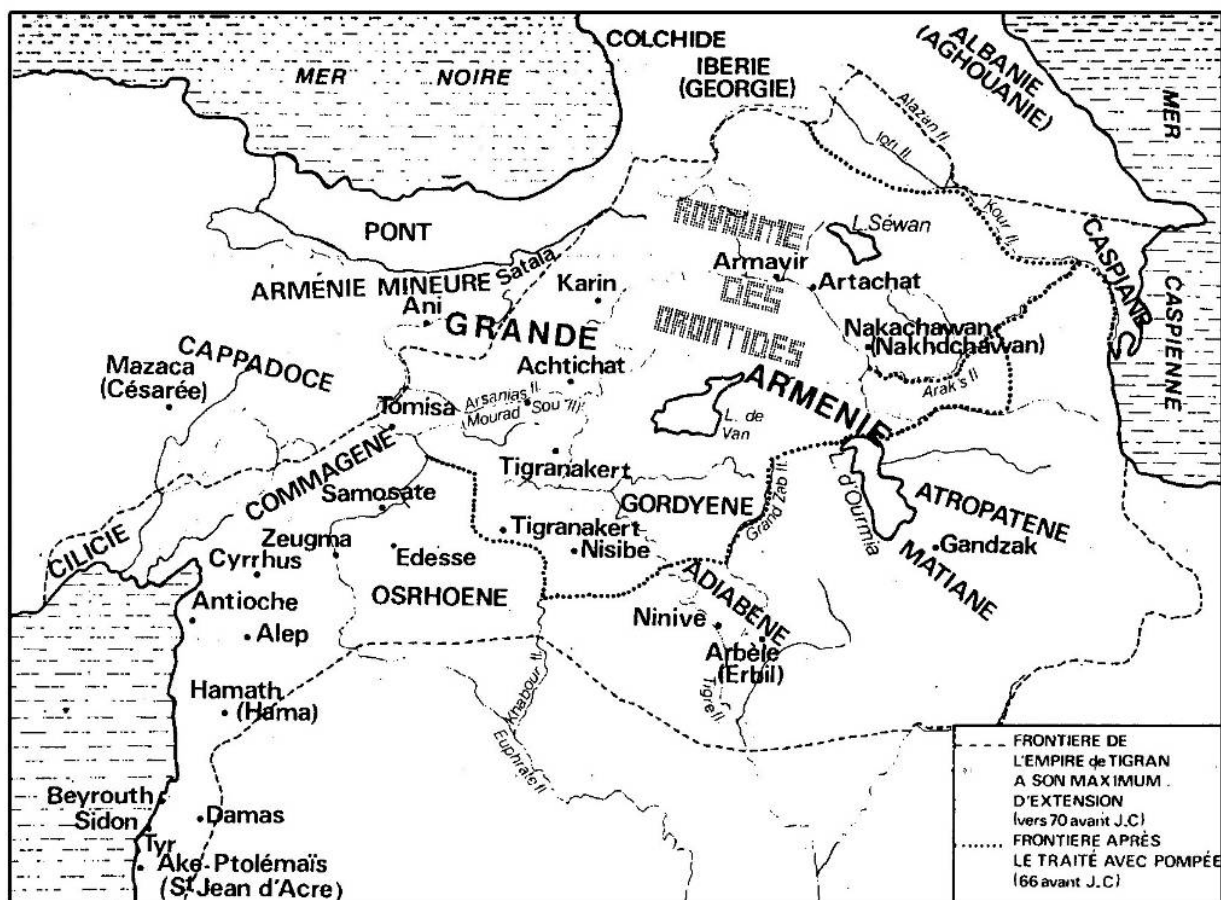 COLCHIDE
IBERIE
(GEORGIE)
ALBANIE
(AGHOUANIE)
MER NOIRE
MER
CASPIENNE
Alazan fl.
Iori fl.
Kour fl.
CASPIANE
PONT
ROYAUME
DES
ORONTIDES
L.Séwan
Armavir
Artachat
ARMÉNIE MINEURE
Satala
Karin
Ani
GRANDE
ARMENIE
Nakachawan
(Nakhdchawan)
Arak's fl
CAPPADOCE
Mazaca
(Césarée)
Achtichat
Arsanias fl.
Mourad Sou fl)
Tomisa
L. de
Van
COMMAGENE
Tigranakert
Samosate
GORDYENE
Grand Zab fl.
L. d'Ourmia
ATROPATENE
MATIANE
Gandzak
CILICIE
Zeugma
Tigranakert
Nisibe
Cyrrhus
Edesse
OSRHOENE
ADIABENE
Antioche
Alep
Ninive
Arbèle
(Erbil)
Tigre fl.
Khabour fl.
Euphrate fl
Hamath
(Hama)
Beyrouth
Sidon
Damas
Tyr
Ake-Ptolémaïs
(St Jean d'Acre)
FRONTIERE DE
L'EMPIRE de TIGRAN
A SON MAXIMUM
D'EXTENSION
(vers 70 avant J.C)
FRONTIERE APRÈS
LE TRAITÉ AVEC POMPÉE
(66 avant J.C)